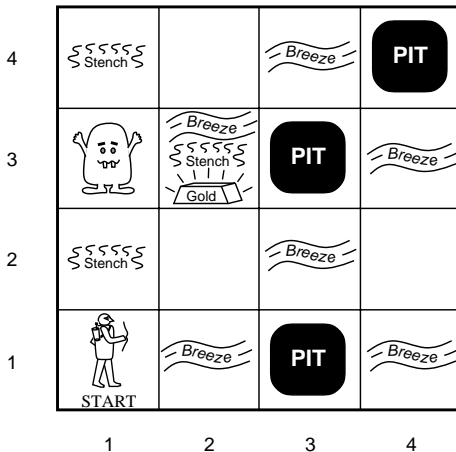 4
Stench
Breeze
PIT
3
Breeze
Stench
Gold
PIT
Breeze
2
Stench
Breeze
1
START
Breeze
PIT
Breeze
1 2 3 4